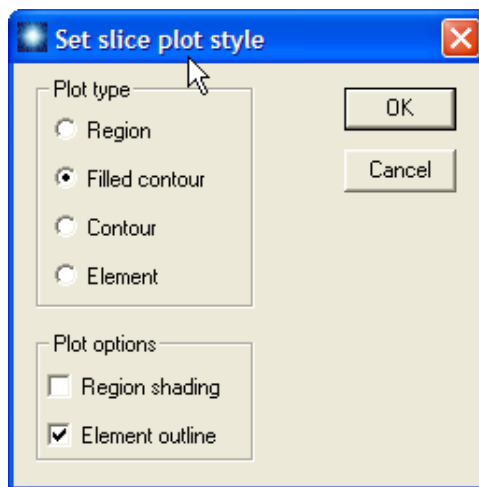 Set slice plot style
Plot type
Region
Filled contour
Contour
Element
OK
Cancel
Plot options
Region shading
Element outline